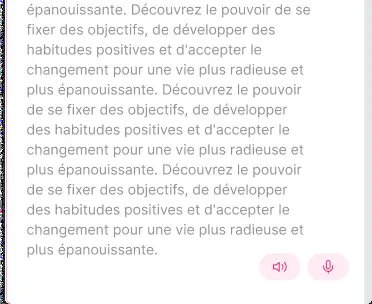 épanouissante. Découvrez le pouvoir de se
fixer des objectifs, de développer des
habitudes positives et d'accepter le
changement pour une vie plus radieuse et
plus épanouissante. Découvrez le pouvoir
de se fixer des objectifs, de développer
des habitudes positives et d'accepter le
changement pour une vie plus radieuse et
plus épanouissante. Découvrez le pouvoir
de se fixer des objectifs, de développer
des habitudes positives et d'accepter le
changement pour une vie plus radieuse et
plus épanouissante.